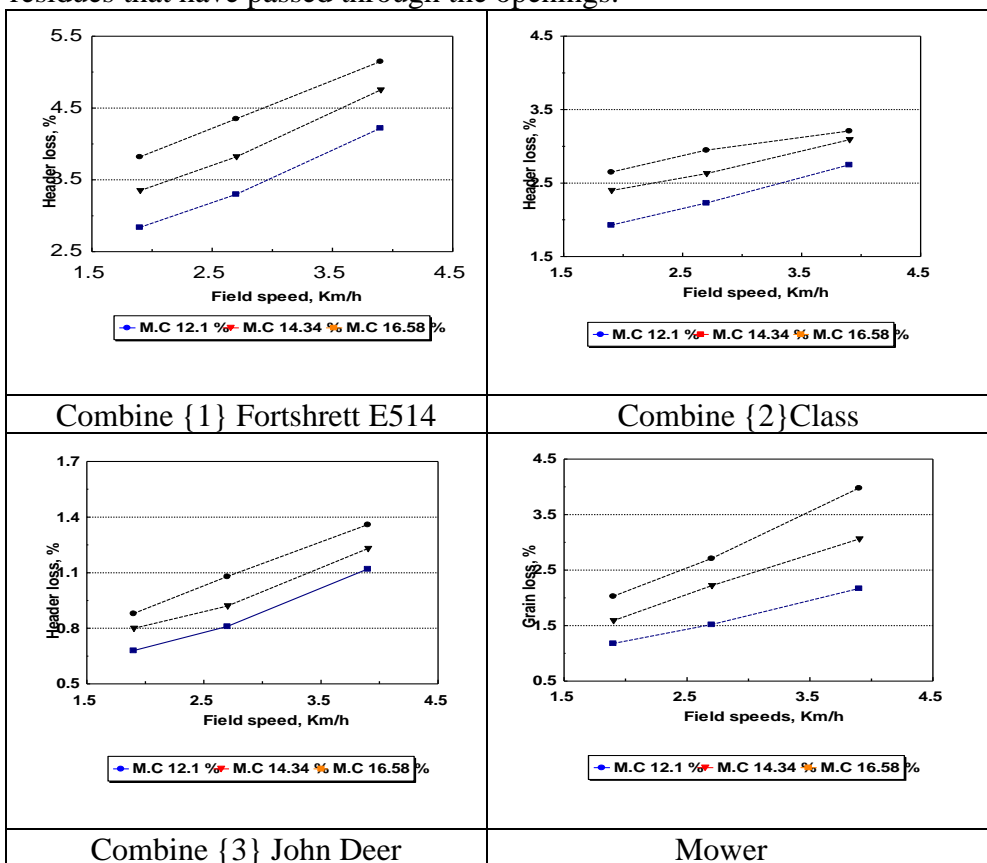 residues that have passed through the openings.
5.5
4.5
3.5
2.5
Header loss, %
1.5 2.5 3.5 4.5
Field speed, Km/h
M.C 12.1 % M.C 14.34 % M.C 16.58 %
4.5
3.5
2.5
1.5
Header loss, %
1.5 2.5 3.5 4.5
Field speed, Km/h
M.C 12.1 % M.C 14.34 % M.C 16.58 %
Combine {1} Fortshrett E514
Combine {2}Class
1.7
1.4
1.1
0.8
0.5
Header loss, %
1.5 2.5 3.5 4.5
Field speed, Km/h
M.C 12.1 % M.C 14.34 % M.C 16.58 %
4.5
3.5
2.5
1.5
0.5
Grain loss, %
1.5 2.5 3.5 4.5
Field speeds, Km/h
M.C 12.1 % M.C 14.34 % M.C 16.58 %
Combine {3} John Deer
Mower